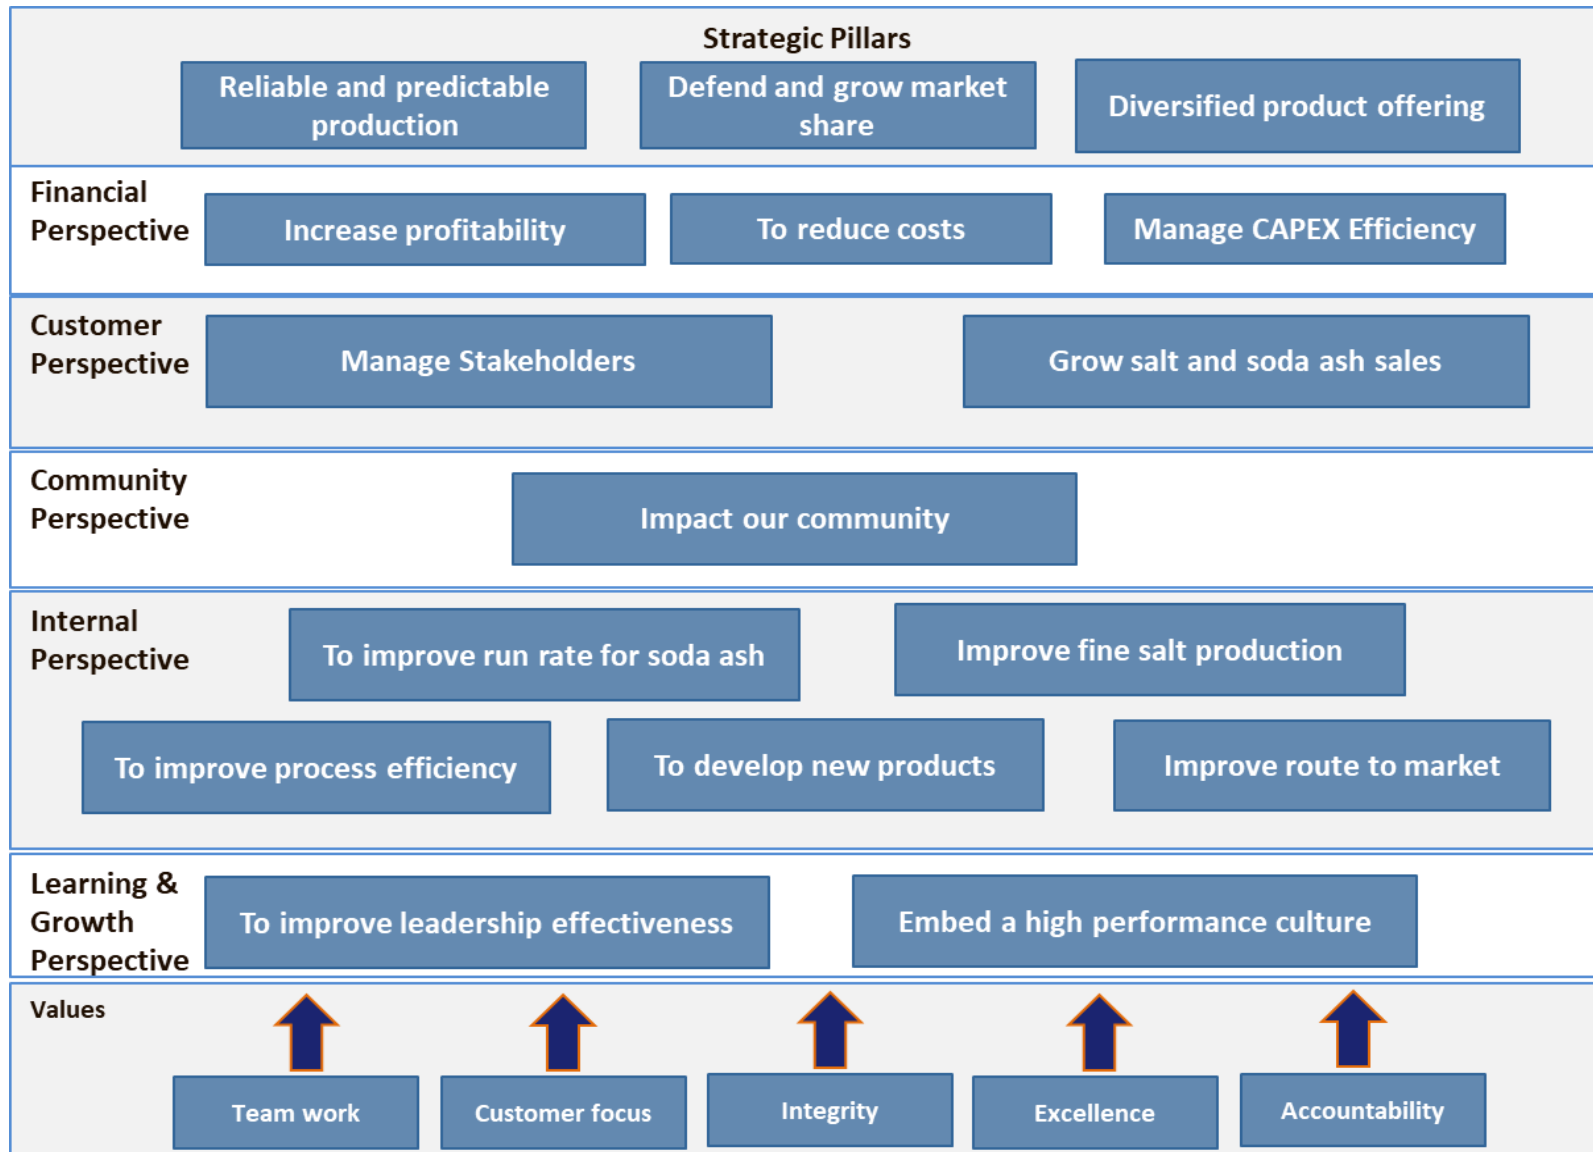 Strategic Pillars
Reliable and predictable
production
Defend and grow market
share
Diversified product offering
Financial
Perspective
Increase profitability
To reduce costs
Manage CAPEX Efficiency
Customer
Perspective
Manage Stakeholders
Grow salt and soda ash sales
Community
Perspective
Impact our community
Internal
Perspective
To improve run rate for soda ash
Improve fine salt production
To improve process efficiency
To develop new products
Improve route to market
Learning &
Growth
Perspective
To improve leadership effectiveness
Embed a high performance culture
Values
Team work
Customer focus
Integrity
Excellence
Accountability